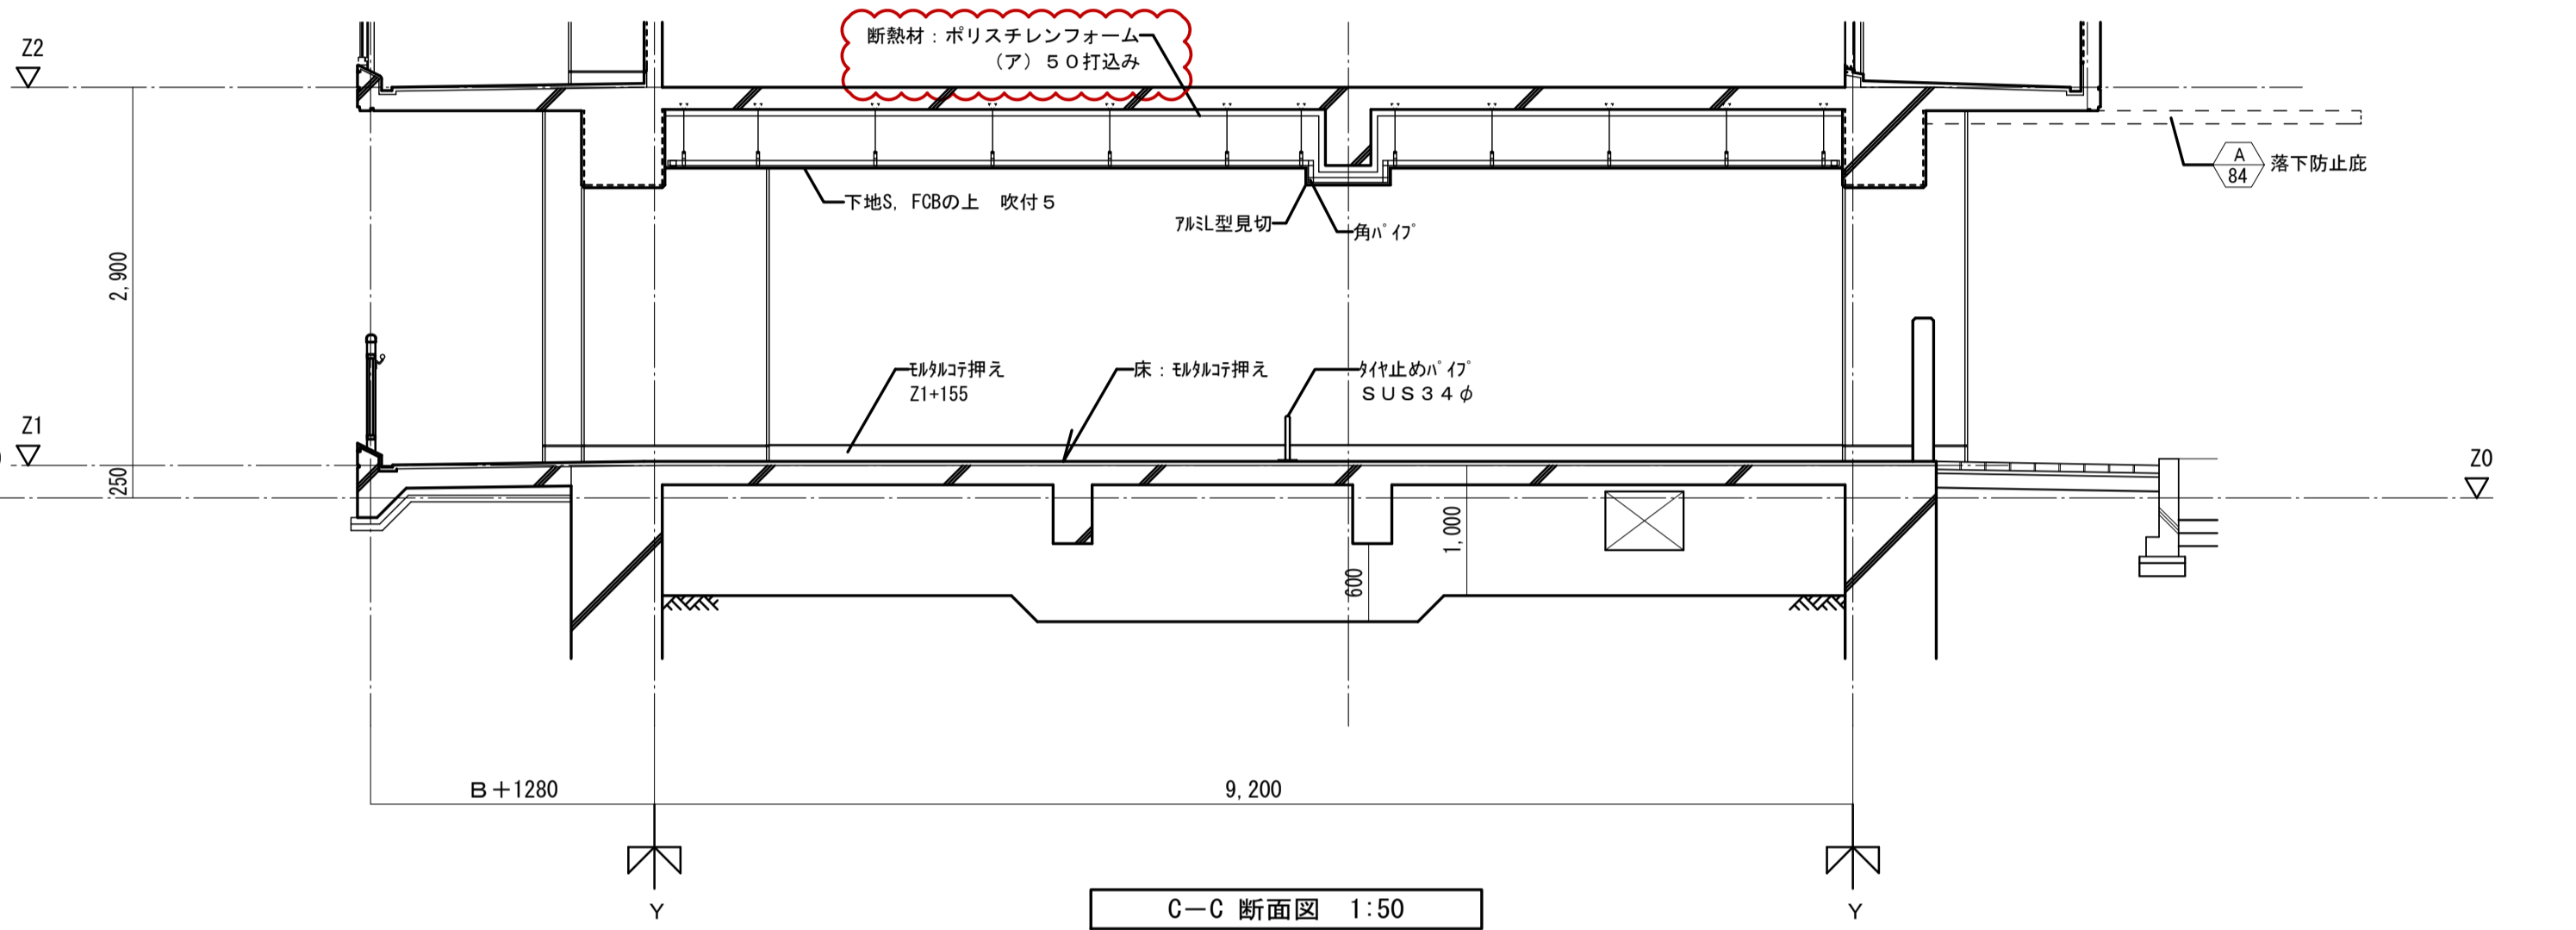 Z2
断熱材：ポリスチレンフォーム
（ア）５０打込み
A
84
落下防止庇
下地S, FCBの上　吹付５
ｱﾙﾐL型見切
角ﾊﾟｲﾌﾟ
2,900
ﾓﾙﾀﾙｺﾃ押え
Z1+155
床：ﾓﾙﾀﾙｺﾃ押え
ﾀｲﾔ止めﾊﾟｲﾌﾟ
ＳＵＳ３４φ
Z1
250
Z0
1,000
600
Ｂ＋1280
9,200
Y
Y
C－C 断面図　1:50